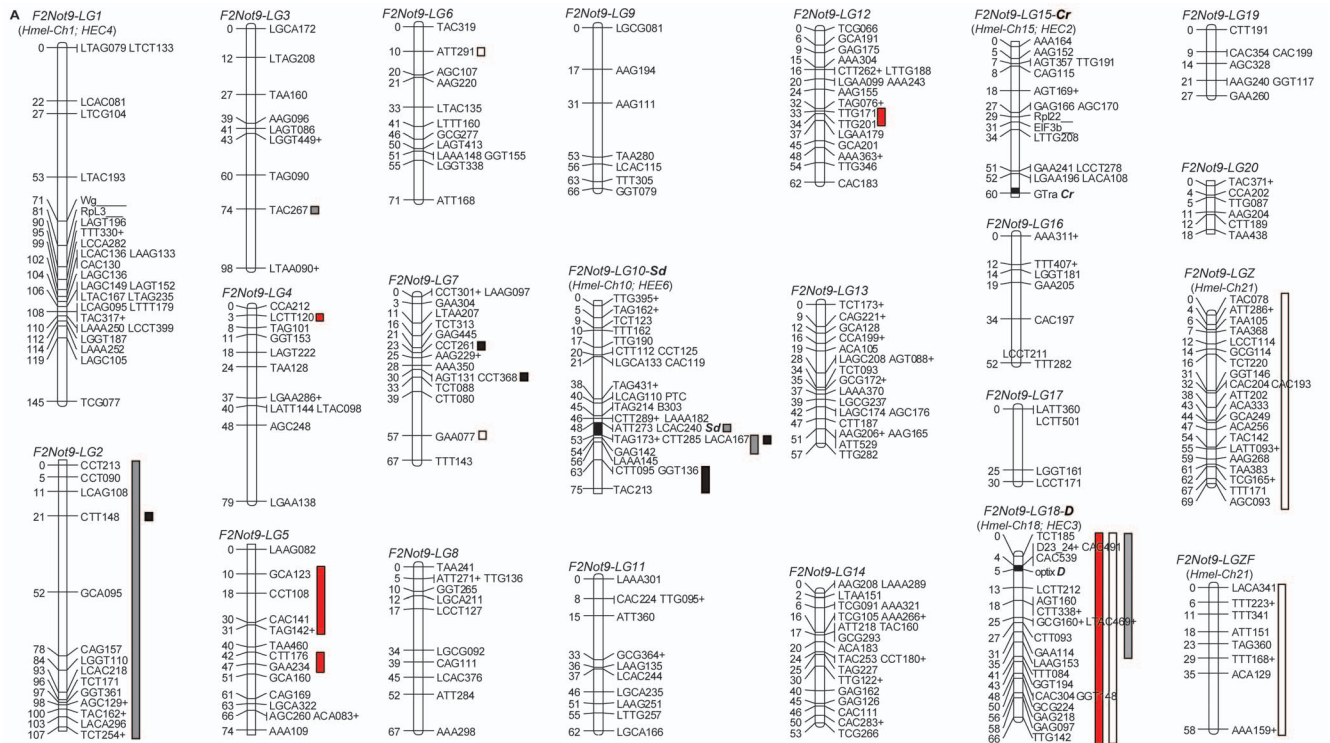 A
F2Not9-LG1
(Hmel-Ch1; HEC4)
0 LTAG079 LTCT133
22 LCAC081
27 LTCG104
53 LTAC193
71 Wg
81 RpL3
90 LAGT196
95 TTT330+
99 LCCA282
LCAC136 LAAG133
102 CAC130
104 LAGC136
106 LAGC149 LAGT152
LTAC167 LTAG235
LCAG095 LTTT179
108 TAC317+
110 LAAA250 LCCT399
112 LGGT187
114 LAAA252
119 LAGC105
145 TCG077
F2Not9-LG2
0 CCT213
5 CCT090
11 LCAG108
21 CTT148
52 GCA095
78 CAG157
84 LGGT110
93 LCAC218
96 TCT171
97 GGT361
98 AGC129+
100 TAC162+
103 LACA296
107 TCT254+
F2Not9-LG3
0 LGCA172
12 LTAG208
27 TAA160
39 AAG096
41 LAGT086
43 LGGT449+
60 TAG090
74 TAC267
98 LTAA090+
F2Not9-LG4
0 CCA212
3 LCTT120
8 TAG101
11 GGT153
18 LAGT222
24 TAA128
37 LGAA286+
40 LATT144 LTAC098
48 AGC248
79 LGAA138
F2Not9-LG5
0 LAAG082
10 GCA123
18 CCT108
30 CAC141
31 TAG142+
40 TAA460
42 CTT176
47 GAA234
51 GCA160
61 CAG169
63 LGCA322
66 AGC260 ACA083+
74 AAA109
F2Not9-LG6
0 TAC319
10 ATT291
20 AGC107
21 AAG220
33 LTAC135
41 LTTT160
46 GCG277
50 LAGT413
51 LAAA148 GGT155
55 LGGT338
71 ATT168
F2Not9-LG7
0 CCT301+ LAAG097
3 GAA304
11 LTAA207
16 TCT313
21 GAG445
23 CCT261
25 AAG229+
28 AAA350
30 AGT131 CCT368
33 TCT088
39 CTT080
57 GAA077
67 TTT143
F2Not9-LG8
0 TAA241
5 ATT271+ TTG136
10 GGT265
12 LGCA211
17 LCCT127
34 LGCG092
39 CAG111
45 LCAC376
52 ATT284
67 AAA298
F2Not9-LG9
0 LGCG081
17 AAG194
31 AAG111
53 TAA280
56 LCAC115
63 TTT305
66 GGT079
F2Not9-LG10-Sd
(Hmel-Ch10; HEE6)
0 TTG395+
5 TAG162+
9 TCT123
10 TTT162
17 TTG190
20 CTT112 CCT125
21 LGCA133 CAC119
38 TAG431+
40 LCAG110 PTC
45 TAG214 B303
46 CTT289+ LAAA182
48 ATT273 LCAC240 Sd
53 TAG173+ CTT285 LACA167
54 GAG142
56 LAAA145
63 CTT095 GGT136
75 TAC213
F2Not9-LG11
0 LAAA301
8 CAC224 TTG095+
15 ATT360
33 GCG364+
36 LAAG135
37 LCAC244
46 LGCA235
51 LAAG251
55 LTTG257
62 LGCA166
F2Not9-LG12
0 TCG066
6 GCA191
9 GAG175
15 AAA304
16 CTT262+ LTTG188
20 LGAA099 AAA243
24 AAG155
32 TAG076+
33 TTG171
34 TTG201
37 LGAA179
45 GCA201
48 AAA363+
54 TTG346
62 CAC183
F2Not9-LG13
0 TCT173+
9 CAG221+
12 GCA128
16 CCA199+
19 ACA105
28 LAGC208 AGT088+
34 TCT093
35 GCG172+
37 LAAA370
39 LGCG237
42 LAGC174 AGC176
47 CTT187
51 AAG206+ AAG165
ATT529
57 TTG282
F2Not9-LG14
0 AAG208 LAAA289
2 LTAA151
6 TCG091 AAA321
16 TCG105 AAA266+
17 ATT218 TAC160
GCG293
20 ACA183
24 TAC253 CCT180+
25 TAG227
30 TTG122+
40 GAG162
45 GAG126
46 CAC111
50 CAC283+
53 TCG266
F2Not9-LG15-Cr
(Hmel-Ch15; HEC2)
0 AAA164
5 AAG152
7 AGT357 TTG191
8 CAG115
18 AGT169+
27 GAG166 AGC170
29 Rpl22
31 EIF3b
34 LTTG208
51 GAA241 LCCT278
52 LGAA196 LACA108
60 GTra Cr
F2Not9-LG16
0 AAA311+
12 TTT407+
14 LGGT181
19 GAA205
34 CAC197
LCCT211
52 TTT282
F2Not9-LG17
0 LATT360
LCTT501
25 LGGT161
30 LCCT171
F2Not9-LG18-D
(Hmel-Ch18; HEC3)
0 TCT185
D23_24+ CAC491
4 CAC539
5 optix D
13 LCTT212
18 AGT160
CTT338+
25 GCG160+ LTAC469+
27 CTT093
31 GAA114
35 LAAG153
41 TTT084
43 GGT194
48 CAC304 GGT148
50 GCG224
56 GAG218
58 GAG097
66 TTG142
F2Not9-LG19
0 CTT191
9 CAC354 CAC199
14 AGC328
21 AAG240 GGT117
27 GAA260
F2Not9-LG20
0 TAC371+
4 CCA202
5 TTG087
11 AAG204
12 CTT189
18 TAA438
F2Not9-LGZ
(Hmel-Ch21)
0 TAC078
4 ATT286+
6 TAA105
7 TAA368
12 LCCT114
14 GCG114
16 TCT220
31 GGT146
32 CAC204 CAC193
38 ATT202
43 ACA333
44 GCA249
47 ACA256
54 TAC142
55 LATT093+
59 AAG268
61 TAA383
62 TCG165+
67 TTT171
69 AGC093
F2Not9-LGZF
(Hmel-Ch21)
0 LACA341
6 TTT223+
11 TTT341
18 ATT151
23 TAG360
29 TTT168+
35 ACA129
58 AAA159+